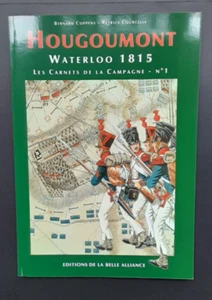 Bernard Coppens - Patrice Courcelle
HOUGOUMONT
WATERLOO 1815
LES CARNETS DE LA CAMPAGNE - N°1
EDITIONS DE LA BELLE ALLIANCE